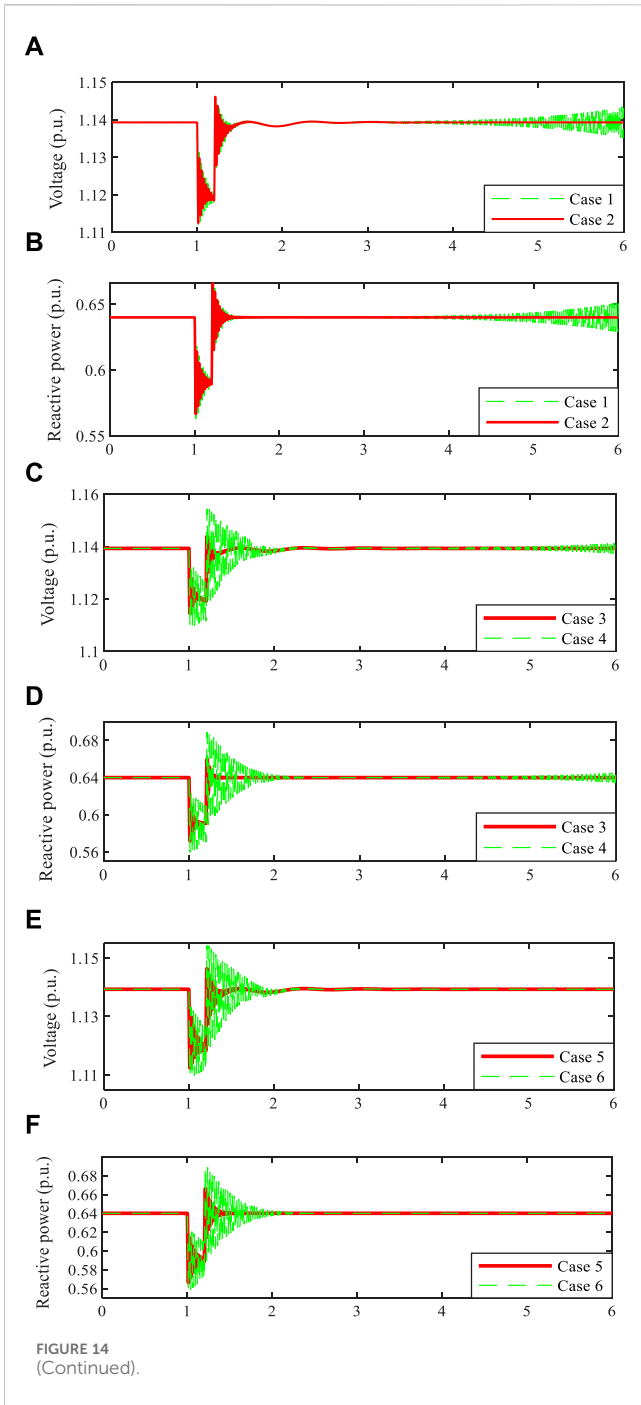 A
Voltage (p.u.)
1.15
1.14
1.13
1.12
1.11
Case 1
Case 2
0 1 2 3 4 5 6
B
Reactive power (p.u.)
0.65
0.6
0.55
Case 1
Case 2
0 1 2 3 4 5 6
C
Voltage (p.u.)
1.16
1.14
1.12
1.1
Case 3
Case 4
0 1 2 3 4 5 6
D
Reactive power (p.u.)
0.68
0.64
0.6
0.56
Case 3
Case 4
0 1 2 3 4 5 6
E
Voltage (p.u.)
1.15
1.13
1.11
Case 5
Case 6
0 1 2 3 4 5 6
F
Reactive power (p.u.)
0.68
0.66
0.64
0.62
0.6
0.58
0.56
Case 5
Case 6
0 1 2 3 4 5 6
FIGURE 14
(Continued).